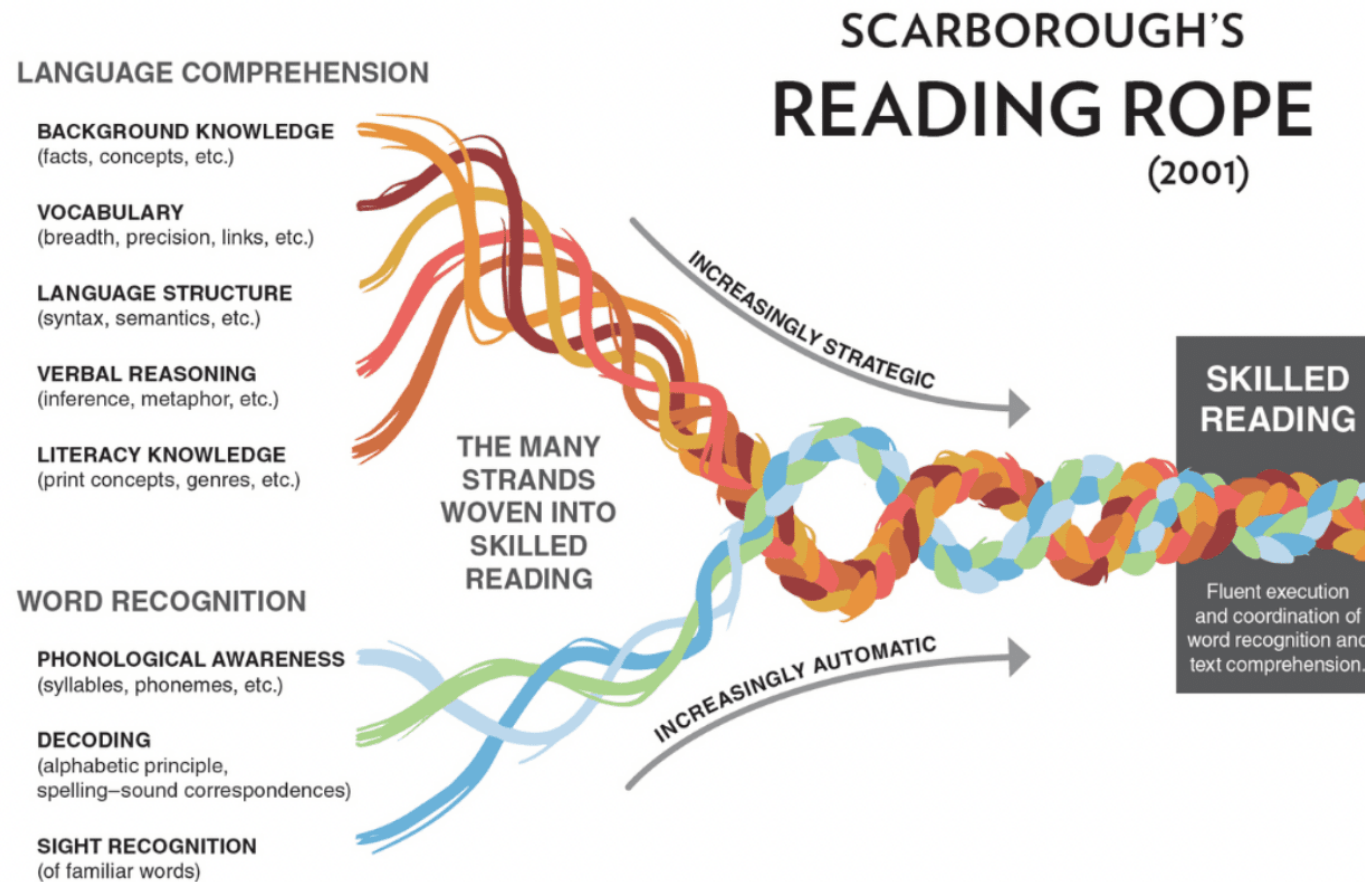 SCARBOROUGH'S
READING ROPE
(2001)
LANGUAGE COMPREHENSION
BACKGROUND KNOWLEDGE
(facts, concepts, etc.)
VOCABULARY
(breadth, precision, links, etc.)
LANGUAGE STRUCTURE
(syntax, semantics, etc.)
VERBAL REASONING
(inference, metaphor, etc.)
LITERACY KNOWLEDGE
(print concepts, genres, etc.)
THE MANY
STRANDS
WOVEN INTO
SKILLED
READING
WORD RECOGNITION
PHONOLOGICAL AWARENESS
(syllables, phonemes, etc.)
DECODING
(alphabetic principle,
spelling–sound correspondences)
SIGHT RECOGNITION
(of familiar words)
INCREASINGLY STRATEGIC
INCREASINGLY AUTOMATIC
SKILLED
READING
Fluent execution
and coordination of
word recognition and
text comprehension.